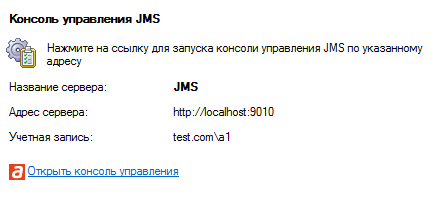 Консоль управления JMS
Нажмите на ссылку для запуска консоли управления JMS по указанному
адресу
Название сервера: JMS
Адрес сервера: http://localhost:9010
Учетная запись: test.com\a1
a Открыть консоль управления